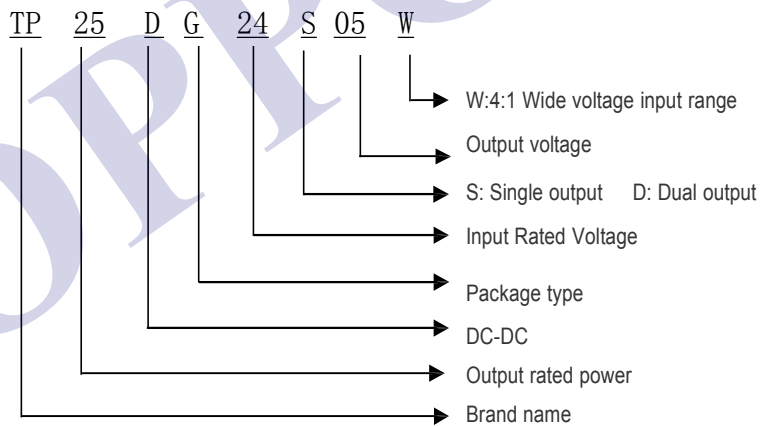 TP 25 D G 24 S 05 W
W:4:1 Wide voltage input range
Output voltage
S: Single output D: Dual output
Input Rated Voltage
Package type
DC-DC
Output rated power
Brand name